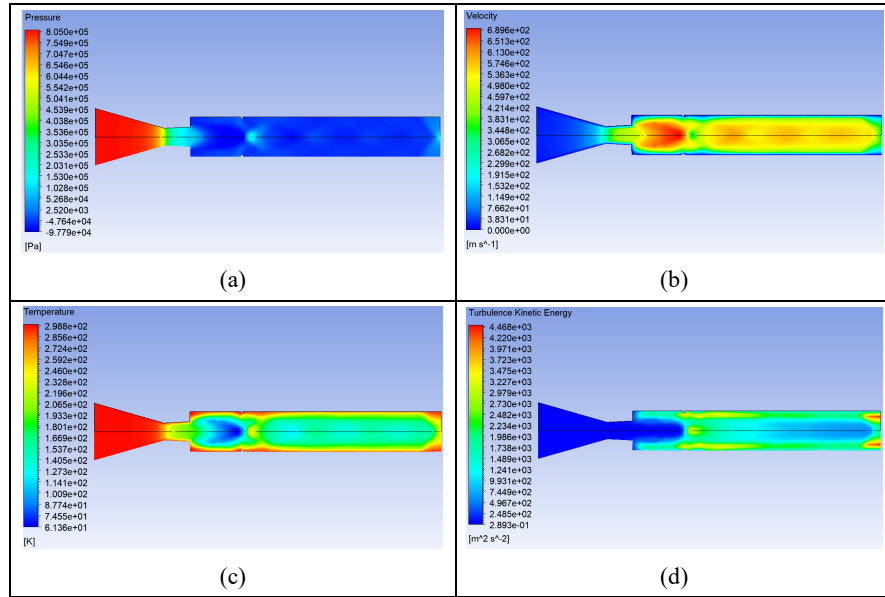 Pressure
8.050e+05
7.549e+05
7.047e+05
6.546e+05
6.044e+05
5.542e+05
5.041e+05
4.539e+05
4.038e+05
3.536e+05
3.035e+05
2.533e+05
2.031e+05
1.530e+05
1.028e+05
5.268e+04
2.520e+03
-4.764e+04
-9.779e+04
[Pa]
(a)
Velocity
6.896e+02
6.513e+02
6.130e+02
5.746e+02
5.363e+02
4.980e+02
4.597e+02
4.214e+02
3.831e+02
3.448e+02
3.065e+02
2.682e+02
2.299e+02
1.915e+02
1.532e+02
1.149e+02
7.662e+01
3.831e+01
0.000e+00
[m s^-1]
(b)
Temperature
2.988e+02
2.856e+02
2.724e+02
2.592e+02
2.460e+02
2.328e+02
2.196e+02
2.065e+02
1.933e+02
1.801e+02
1.669e+02
1.537e+02
1.405e+02
1.273e+02
1.141e+02
1.009e+02
8.774e+01
7.455e+01
6.136e+01
[K]
(c)
Turbulence Kinetic Energy
4.468e+03
4.220e+03
3.971e+03
3.723e+03
3.475e+03
3.227e+03
2.979e+03
2.730e+03
2.482e+03
2.234e+03
1.986e+03
1.738e+03
1.489e+03
1.241e+03
9.931e+02
7.449e+02
4.967e+02
2.485e+02
2.893e-01
[m^2 s^-2]
(d)